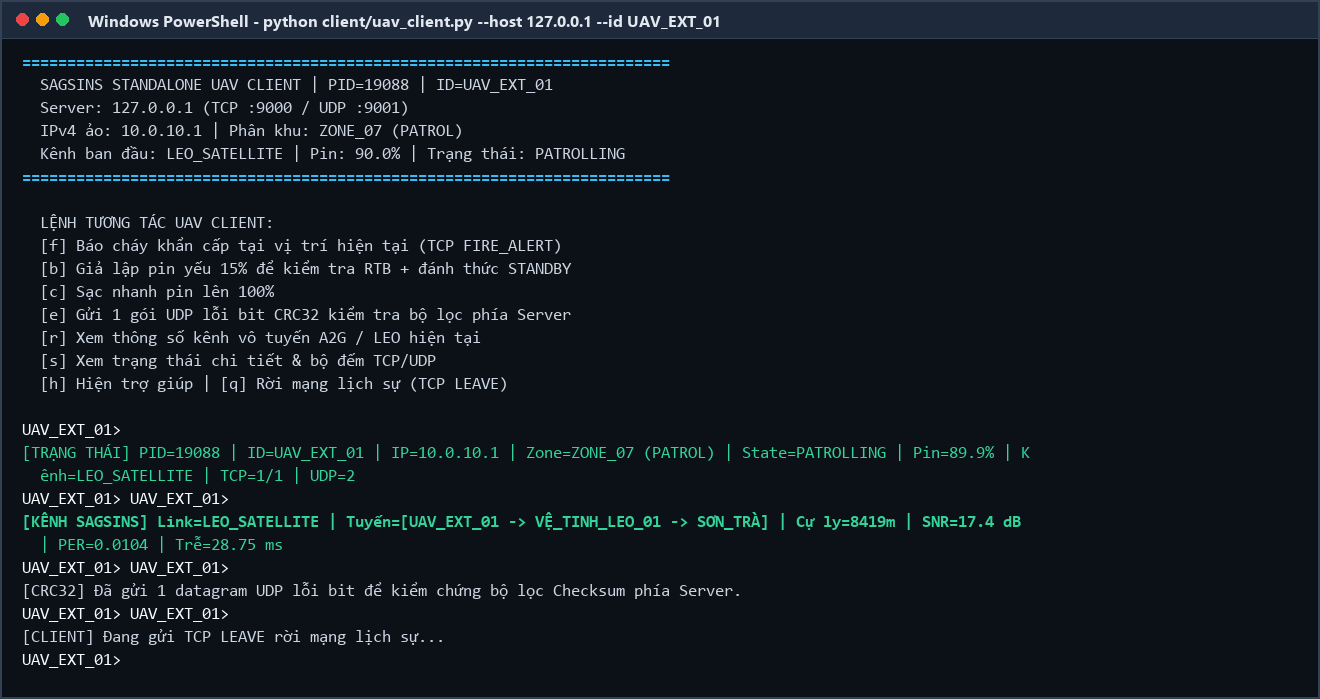 Windows PowerShell - python client/uav_client.py --host 127.0.0.1 --id UAV_EXT_01
========================================================================
SAGSINS STANDALONE UAV CLIENT | PID=19088 | ID=UAV_EXT_01
Server: 127.0.0.1 (TCP :9000 / UDP :9001)
IPv4 ảo: 10.0.10.1 | Phân khu: ZONE_07 (PATROL)
Kênh ban đầu: LEO_SATELLITE | Pin: 90.0% | Trạng thái: PATROLLING
========================================================================
LỆNH TƯƠNG TÁC UAV CLIENT:
[f] Báo cháy khẩn cấp tại vị trí hiện tại (TCP FIRE_ALERT)
[b] Giả lập pin yếu 15% để kiểm tra RTB + đánh thức STANDBY
[c] Sạc nhanh pin lên 100%
[e] Gửi 1 gói UDP lỗi bit CRC32 kiểm tra bộ lọc phía Server
[r] Xem thông số kênh vô tuyến A2G / LEO hiện tại
[s] Xem trạng thái chi tiết & bộ đếm TCP/UDP
[h] Hiện trợ giúp | [q] Rời mạng lịch sự (TCP LEAVE)
UAV_EXT_01>
[TRẠNG THÁI] PID=19088 | ID=UAV_EXT_01 | IP=10.0.10.1 | Zone=ZONE_07 (PATROL) | State=PATROLLING | Pin=89.9% | K
ênh=LEO_SATELLITE | TCP=1/1 | UDP=2
UAV_EXT_01> UAV_EXT_01>
[KÊNH SAGSINS] Link=LEO_SATELLITE | Tuyến=[UAV_EXT_01 -> VỆ_TINH_LEO_01 -> SƠN_TRÀ] | Cự ly=8419m | SNR=17.4 dB
| PER=0.0104 | Trễ=28.75 ms
UAV_EXT_01> UAV_EXT_01>
[CRC32] Đã gửi 1 datagram UDP lỗi bit để kiểm chứng bộ lọc Checksum phía Server.
UAV_EXT_01> UAV_EXT_01>
[CLIENT] Đang gửi TCP LEAVE rời mạng lịch sự...
UAV_EXT_01>